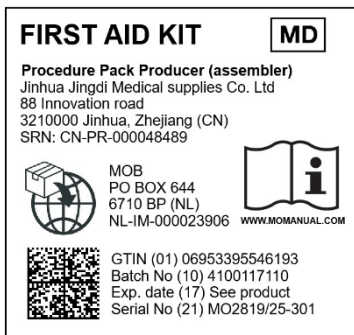 FIRST AID KIT
MD
Procedure Pack Producer (assembler)
Jinhua Jingdi Medical supplies Co. Ltd
88 Innovation road
3210000 Jinhua, Zhejiang (CN)
SRN: CN-PR-000048489
MOB
PO BOX 644
6710 BP (NL)
NL-IM-000023906
i
WWW.MOMANUAL.COM
GTIN (01) 06953395546193
Batch No (10) 4100117110
Exp. date (17) See product
Serial No (21) MO2819/25-301